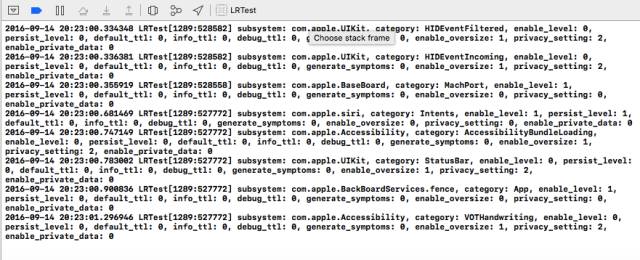 LRTest
2016-09-14 20:23:00.334348 LRTest[1289:528582] subsystem: com.apple.UIKit, category: HIDEventFiltered, enable_level: 0,
Choose stack frame
persist_level: 0, default_ttl: 0, info_ttl: 0, debug_ttl: 0, g enable_oversize: 1, privacy_setting: 2,
enable_private_data: 0
2016-09-14 20:23:00.336381 LRTest[1289:528582] subsystem: com.apple.UIKit, category: HIDEventIncoming, enable_level: 0,
persist_level: 0, default_ttl: 0, info_ttl: 0, debug_ttl: 0, generate_symptoms: 0, enable_oversize: 1, privacy_setting: 2,
enable_private_data: 0
2016-09-14 20:23:00.355919 LRTest[1289:528558] subsystem: com.apple.BaseBoard, category: MachPort, enable_level: 1,
persist_level: 0, default_ttl: 0, info_ttl: 0, debug_ttl: 0, generate_symptoms: 0, enable_oversize: 0, privacy_setting: 0,
enable_private_data: 0
2016-09-14 20:23:00.681469 LRTest[1289:527772] subsystem: com.apple.siri, category: Intents, enable_level: 1, persist_level: 1,
default_ttl: 0, info_ttl: 0, debug_ttl: 0, generate_symptoms: 0, enable_oversize: 0, privacy_setting: 0, enable_private_data: 0
2016-09-14 20:23:00.747149 LRTest[1289:527772] subsystem: com.apple.Accessibility, category: AccessibilityBundleLoading,
enable_level: 0, persist_level: 0, default_ttl: 0, info_ttl: 0, debug_ttl: 0, generate_symptoms: 0, enable_oversize: 1,
privacy_setting: 2, enable_private_data: 0
2016-09-14 20:23:00.783002 LRTest[1289:527772] subsystem: com.apple.UIKit, category: StatusBar, enable_level: 0, persist_level:
0, default_ttl: 0, info_ttl: 0, debug_ttl: 0, generate_symptoms: 0, enable_oversize: 1, privacy_setting: 2,
enable_private_data: 0
2016-09-14 20:23:00.900836 LRTest[1289:527772] subsystem: com.apple.BackBoardServices.fence, category: App, enable_level: 1,
persist_level: 0, default_ttl: 0, info_ttl: 0, debug_ttl: 0, generate_symptoms: 0, enable_oversize: 0, privacy_setting: 0,
enable_private_data: 0
2016-09-14 20:23:01.296946 LRTest[1289:527772] subsystem: com.apple.Accessibility, category: VOTHandwriting, enable_level: 0,
persist_level: 0, default_ttl: 0, info_ttl: 0, debug_ttl: 0, generate_symptoms: 0, enable_oversize: 1, privacy_setting: 2,
enable_private_data: 0